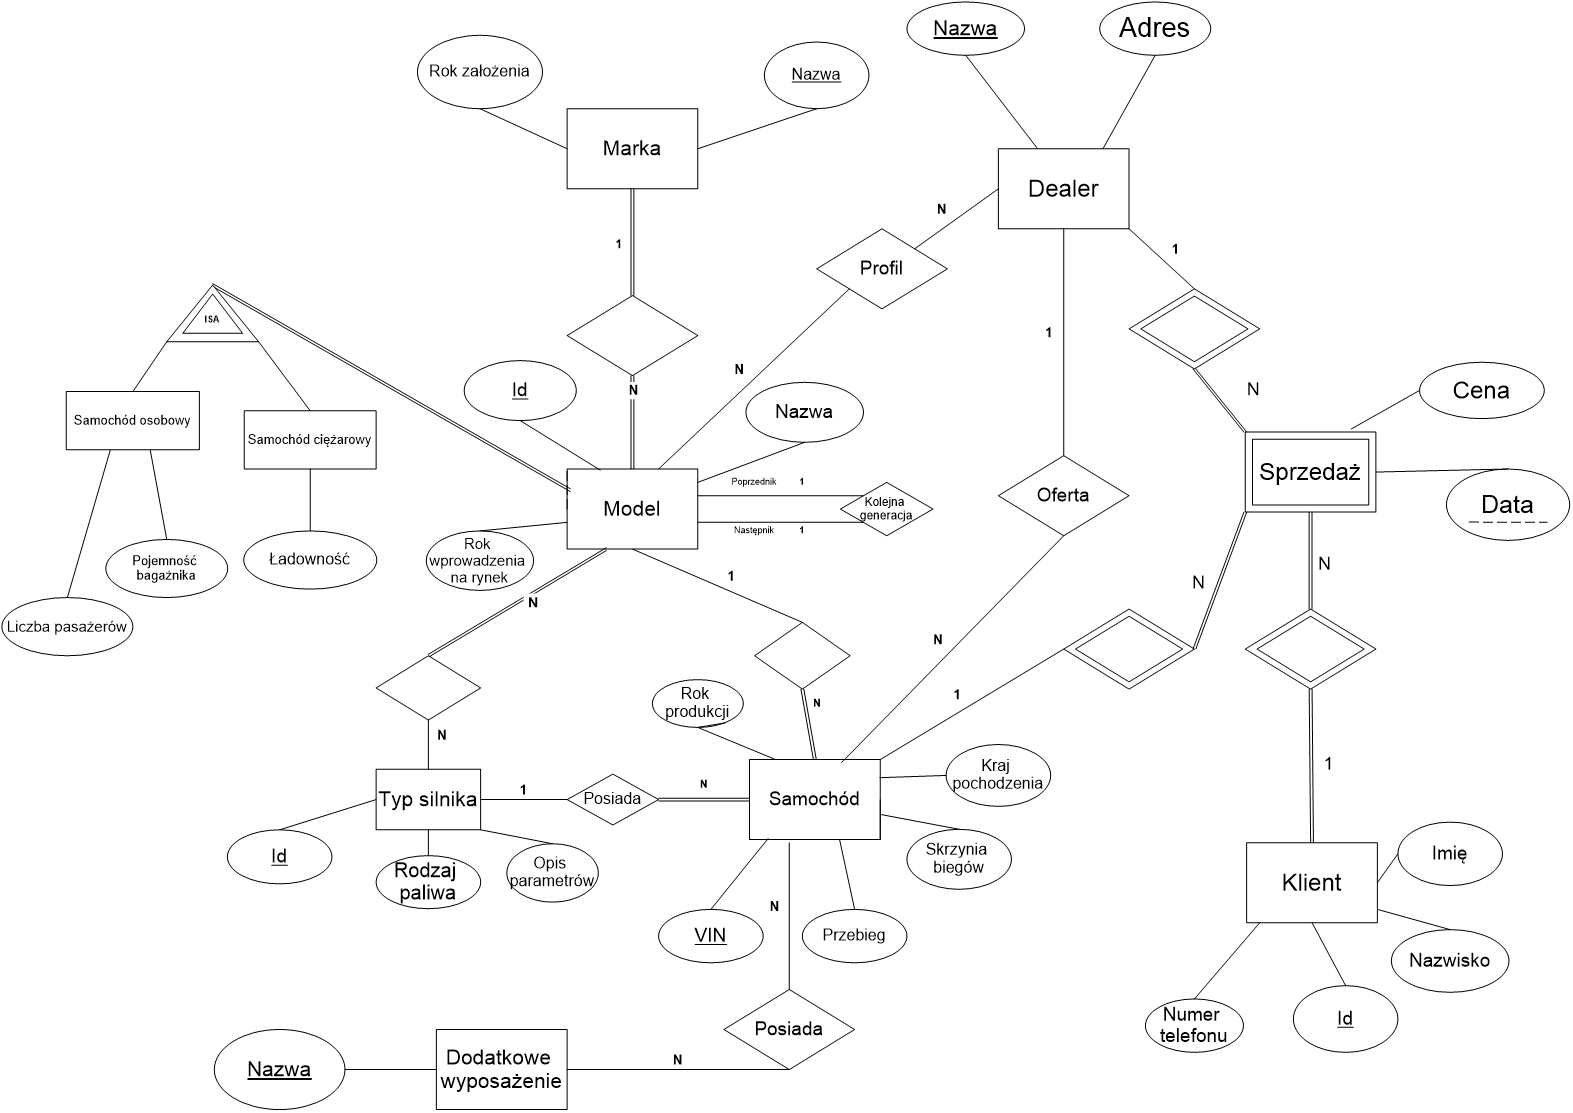 Nazwa
Adres
Rok założenia
Nazwa
Marka
Dealer
N
1
1
Profil
ISA
1
N
N
Id
Cena
N
Nazwa
Samochód osobowy
Samochód ciężarowy
Sprzedaż
Poprzednik 1
Model
Kolejna
generacja
Oferta
Data
Następnik 1
Rok
wprowadzenia
na rynek
Pojemność
bagażnika
Ładowność
1
N
N
N
Liczba pasażerów
N
Rok
produkcji
1
N
N
1
Kraj
pochodzenia
Typ silnika
1
Posiada
N
Samochód
Id
Rodzaj
paliwa
Opis
parametrów
Skrzynia
biegów
Imię
Klient
N
VIN
Przebieg
Nazwisko
Numer
telefonu
Id
Posiada
Nazwa
Dodatkowe
wyposażenie
N